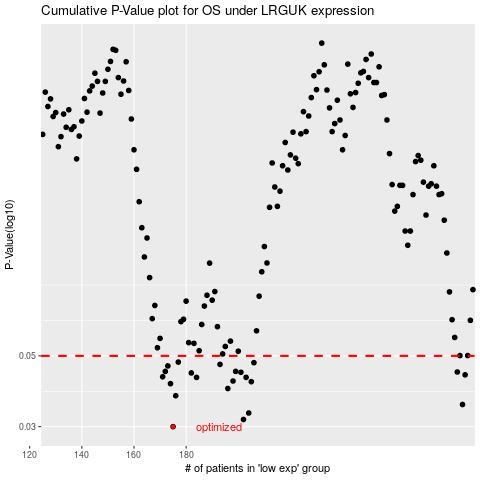 Cumulative P-Value plot for OS under LRGUK expression
P-Value(log10)
0.05
0.03
optimized
120
140
160
180
# of patients in 'low exp' group